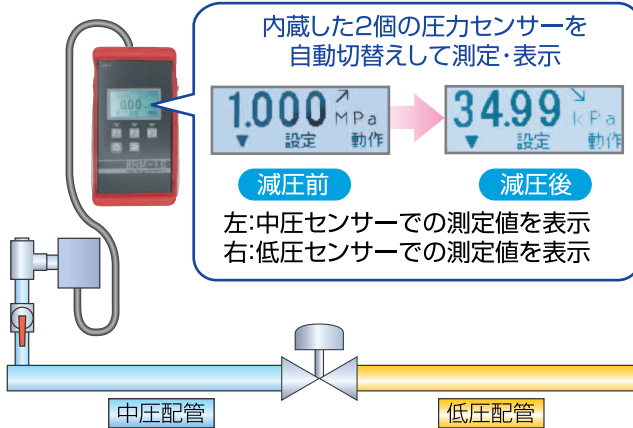 内蔵した2個の圧力センサーを
自動切替えして測定・表示
1.000 MPa
設定 動作
34.99 kPa
設定 動作
減圧前
減圧後
左:中圧センサーでの測定値を表示
右:低圧センサーでの測定値を表示
0.00
中圧配管
低圧配管